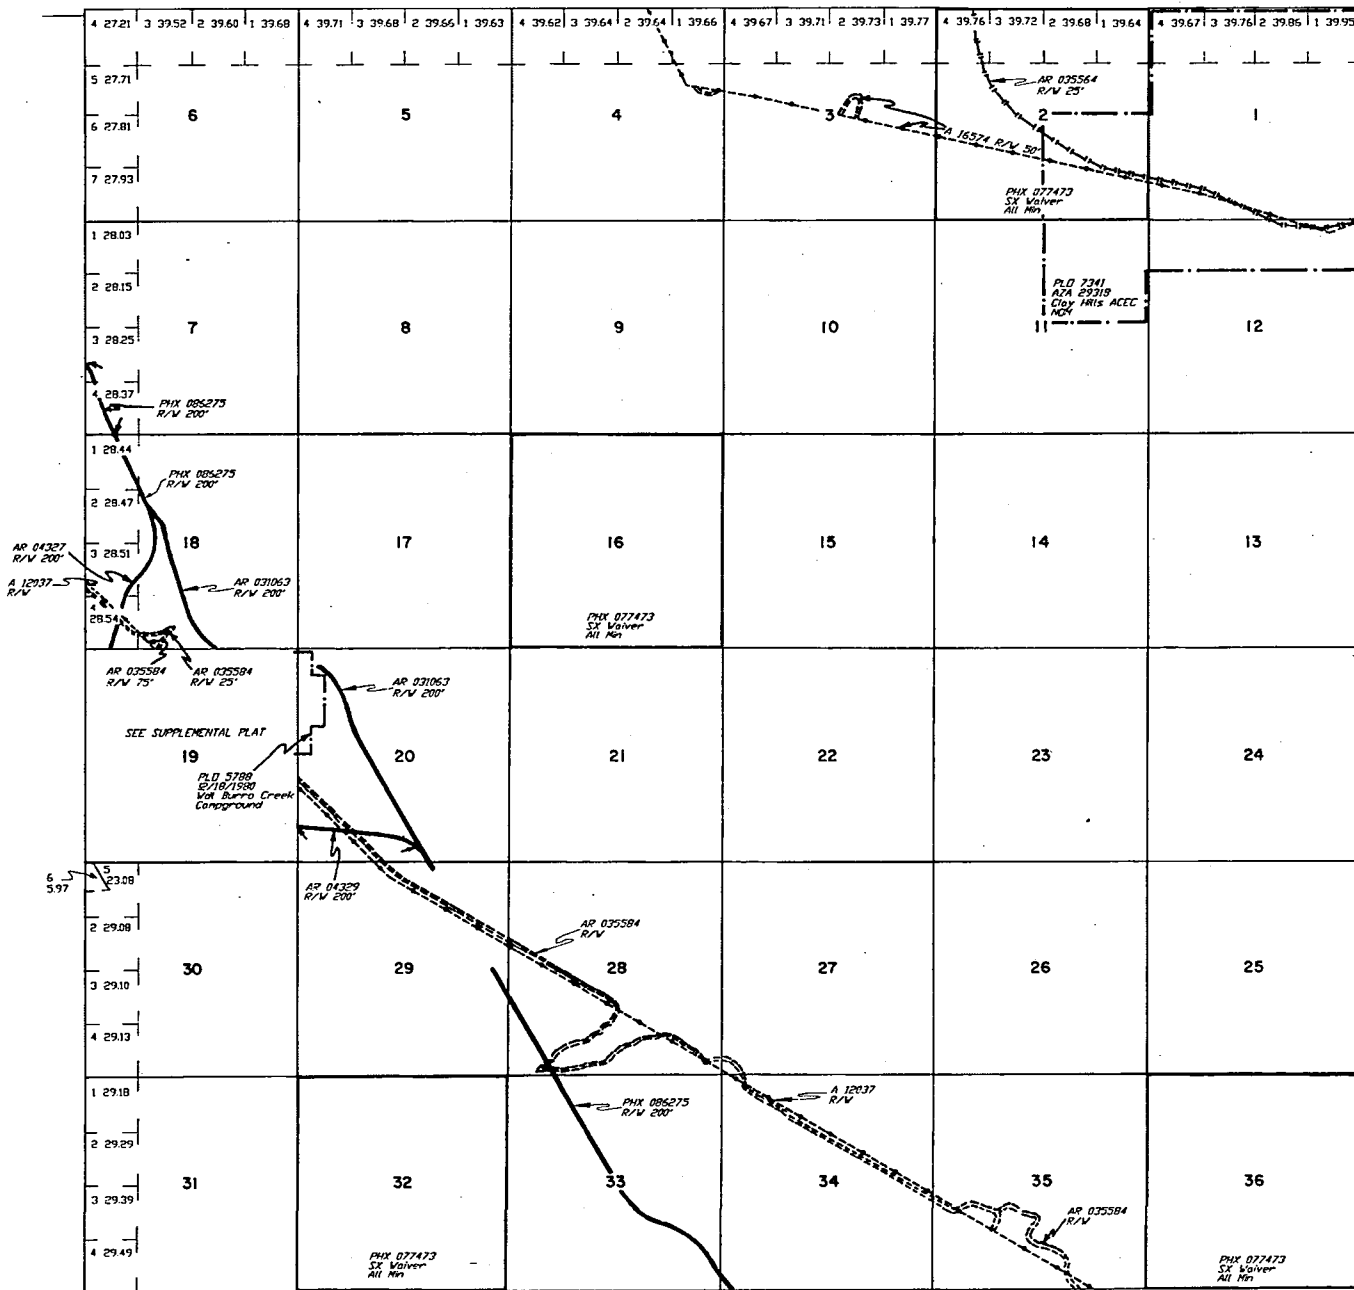 4 27.21 3 39.52 2 39.60 1 39.68 4 39.71 3 39.68 2 39.66 1 39.63 4 39.62 3 39.64 2 39.64 1 39.66 4 39.67 3 39.71 2 39.73 1 39.77 4 39.76 3 39.72 2 39.68 1 39.64 4 39.67 3 39.76 2 39.86 1 39.95
5 27.71
AR 035564
R/W 25'
6 27.81
6 5 4 3 2 1
A 16574 R/W 50'
7 27.93
PHX 077473
SX Waiver
All Min
1 28.03
2 28.15
PLO 7341
AZA 29319
Clay Hills ACEC
NGM
3 28.25
7 8 9 10 11 12
4 28.37
PHX 086275
R/W 200'
1 28.44
PHX 086275
R/W 200'
2 28.47
AR 04327
R/W 200'
3 28.51
18 17 16 15 14 13
A 12037
R/W
AR 031063
R/W 200'
4
28.54
PHX 077473
SX Waiver
All Min
AR 035584
R/W 75'
AR 035584
R/W 25'
AR 031063
R/W 200'
SEE SUPPLEMENTAL PLAT
19 20 21 22 23 24
PLO 5788
12/18/1980
Wdl Burro Creek
Campground
6
5.97
5
23.08
AR 04329
R/W 200'
2 29.08
AR 035584
R/W
30 29 28 27 26 25
3 29.10
4 29.13
1 29.18
A 12037
R/W
PHX 086275
R/W 200'
2 29.29
31 32 33 34 35 36
3 29.39
AR 035584
R/W
4 29.49
PHX 077473
SX Waiver
All Min
PHX 077473
SX Waiver
All Min